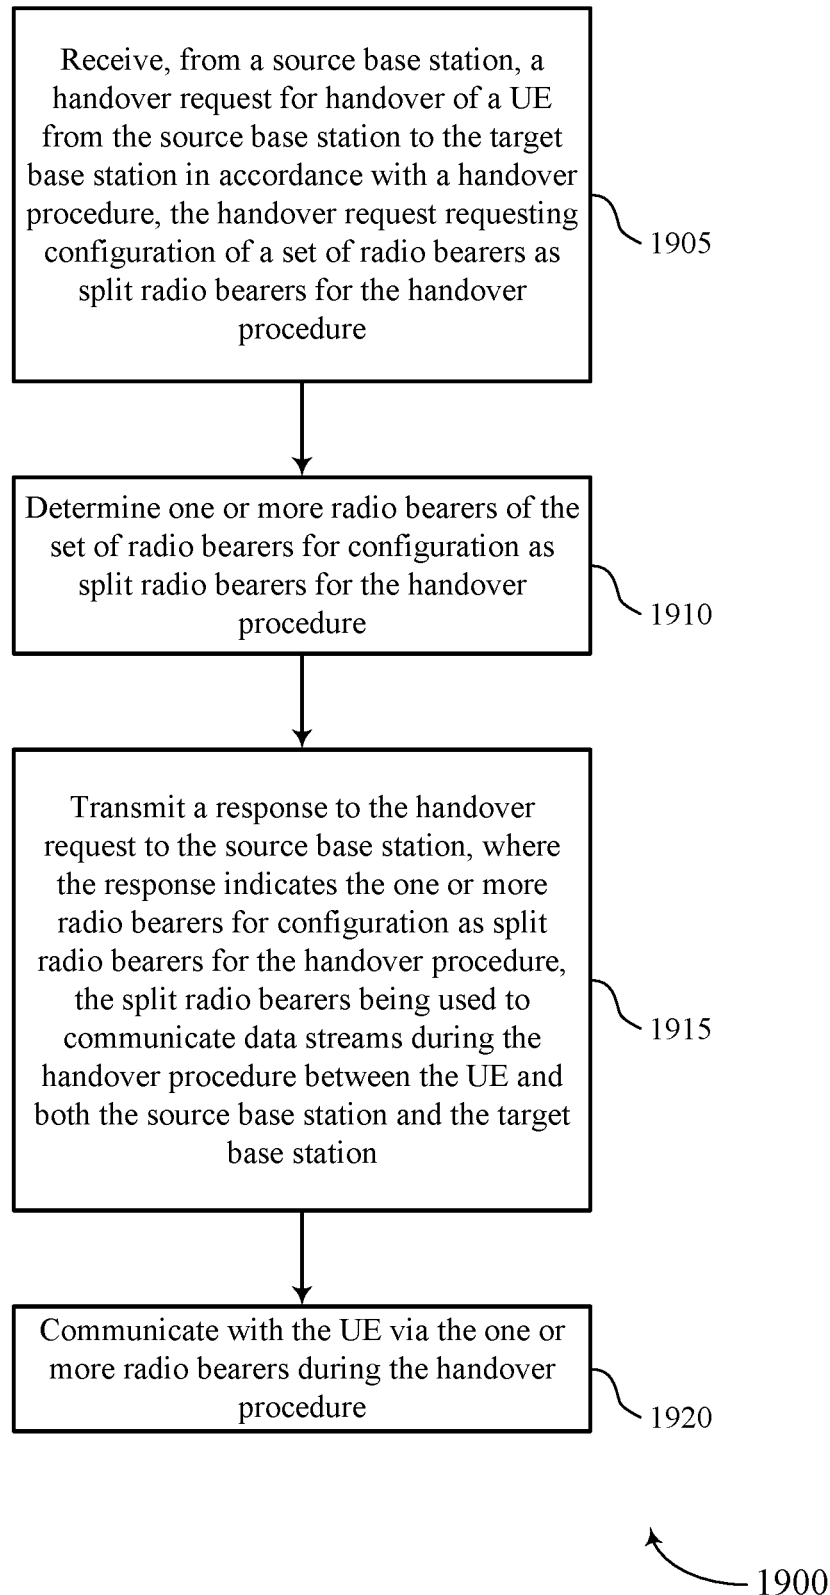 Receive, from a source base station, a
handover request for handover of a UE
from the source base station to the target
base station in accordance with a handover
procedure, the handover request requesting
configuration of a set of radio bearers as
split radio bearers for the handover
procedure
1905
Determine one or more radio bearers of the
set of radio bearers for configuration as
split radio bearers for the handover
procedure
1910
Transmit a response to the handover
request to the source base station, where
the response indicates the one or more
radio bearers for configuration as split
radio bearers for the handover procedure,
the split radio bearers being used to
communicate data streams during the
handover procedure between the UE and
both the source base station and the target
base station
1915
Communicate with the UE via the one or
more radio bearers during the handover
procedure
1920
1900